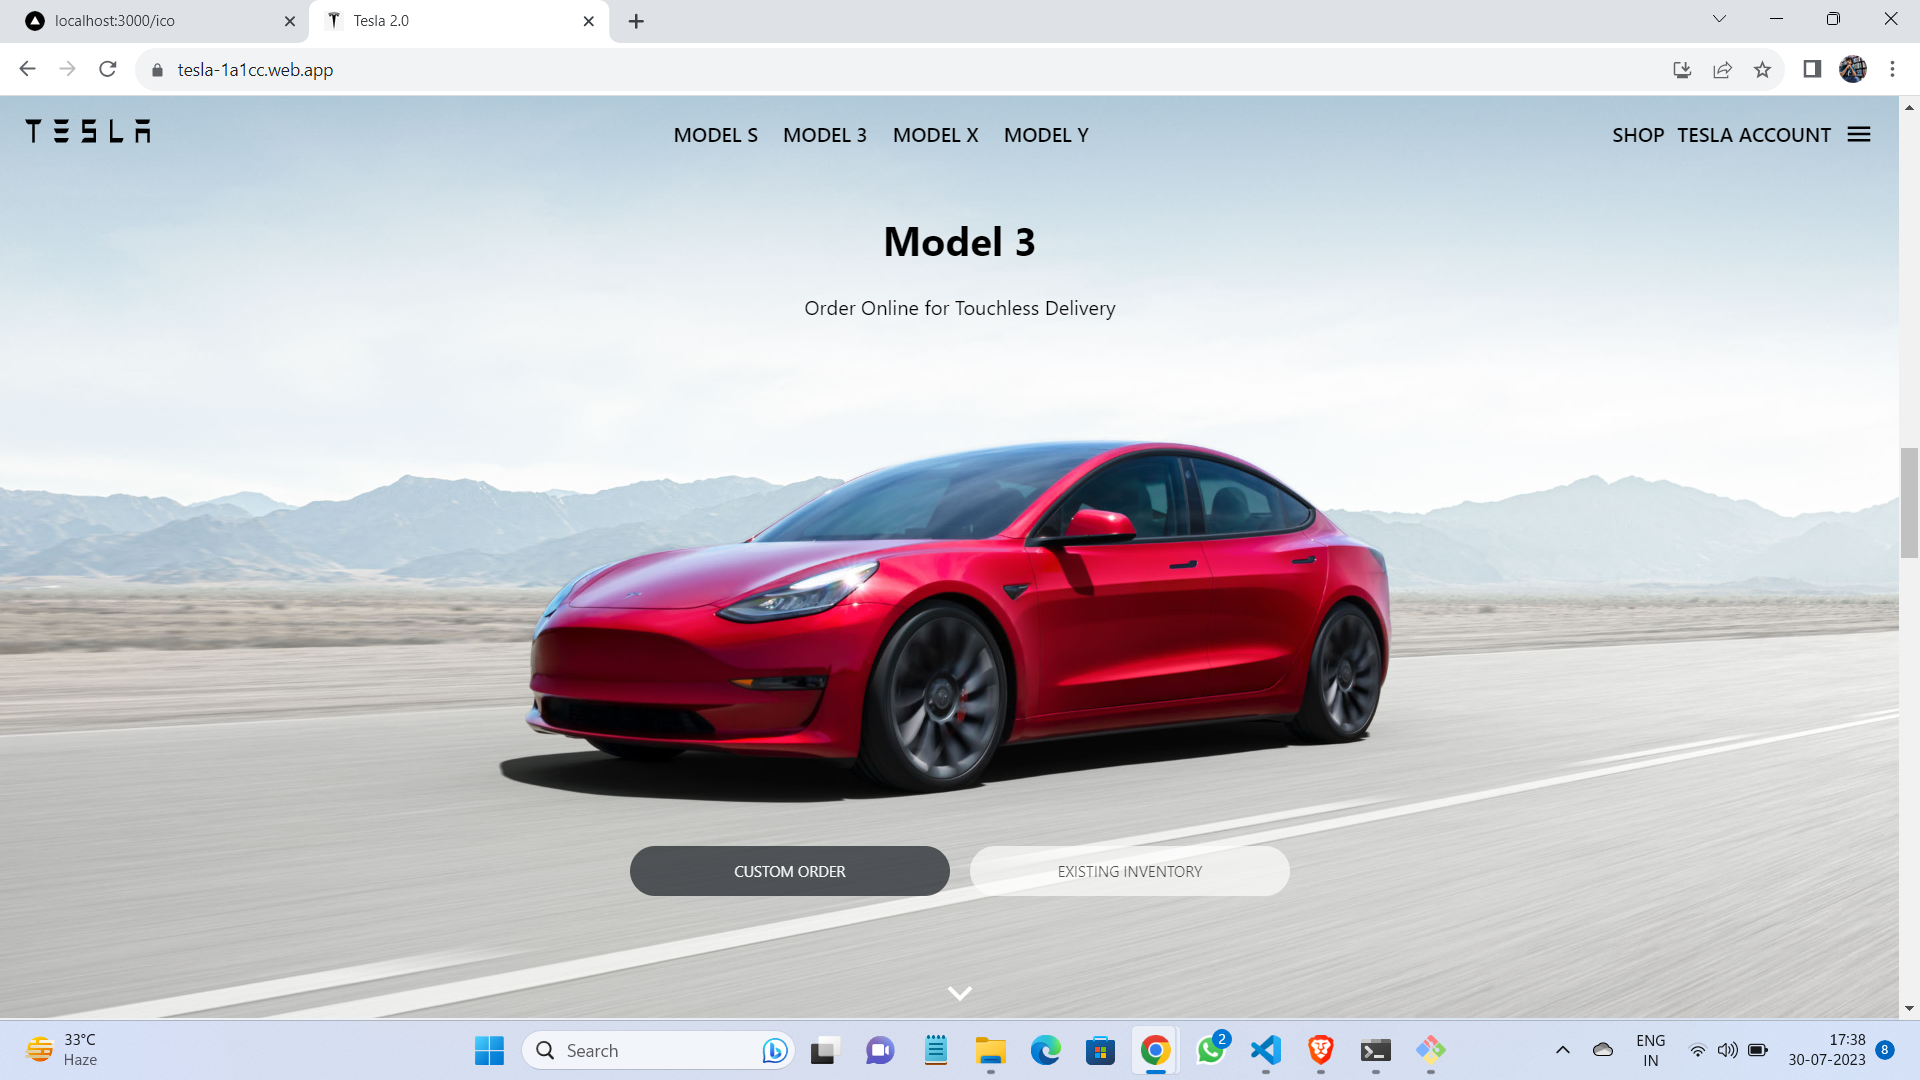 localhost:3000/ico
Tesla 2.0
tesla-1a1cc.web.app
TESLA
MODEL S MODEL 3 MODEL X MODEL Y
SHOP TESLA ACCOUNT
Model 3
Order Online for Touchless Delivery
CUSTOM ORDER
EXISTING INVENTORY
33°C
Haze
Search
2
ENG
IN
17:38
30-07-2023
8